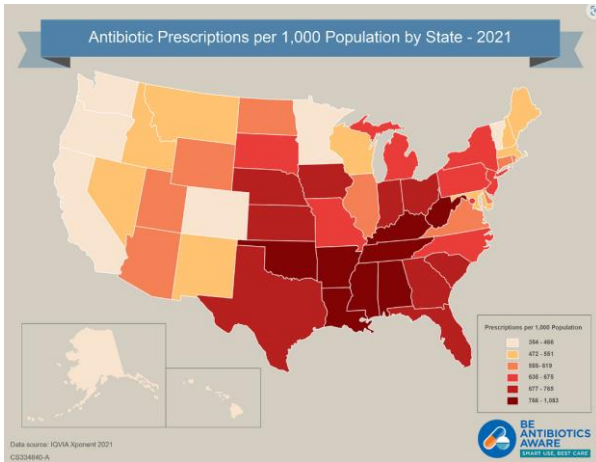 Antibiotic Prescriptions per 1,000 Population by State - 2021
Prescriptions per 1,000 Population
394 - 466
472 - 551
555- 619
635 - 675
677 - 765
766 - 1,083
Data source: IQVIA Xponent 2021
CS334840-A
BE
ANTIBIOTICS
AWARE
SMART USE, BEST CARE